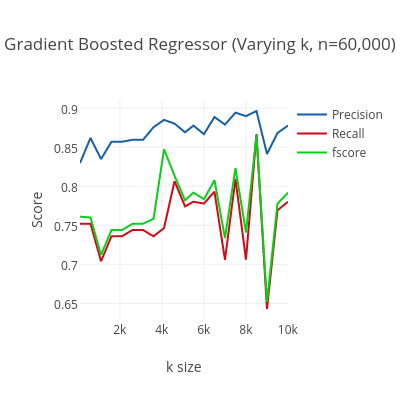 Gradient Boosted Regressor (Varying k, n=60,000)
Precision
Recall
fscore
Score
0.9
0.85
0.8
0.75
0.7
0.65
2k 4k 6k 8k 10k
k size